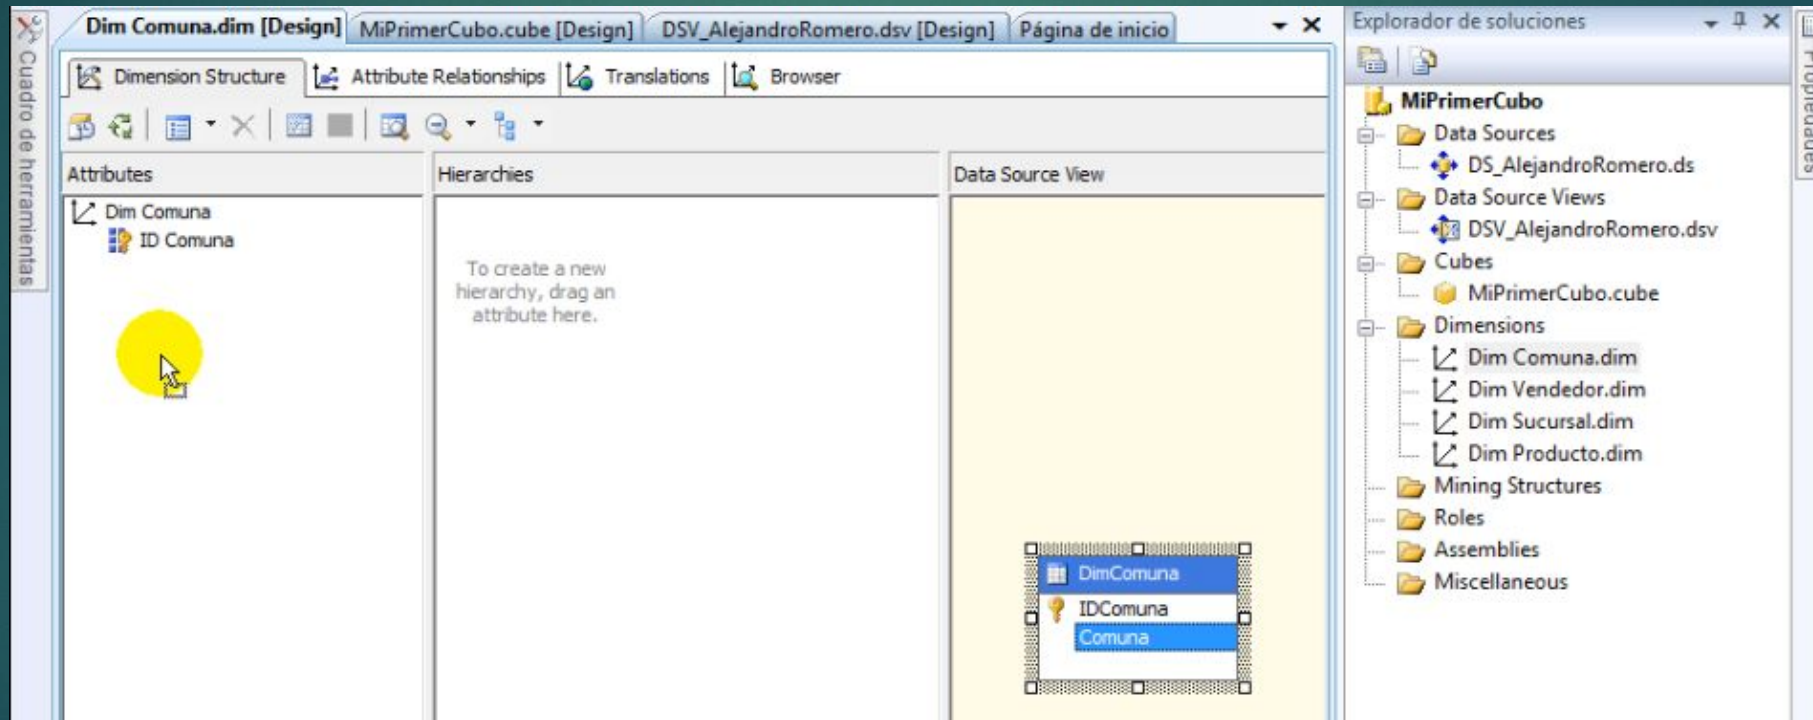 Dim Comuna.dim [Design]
MiPrimerCubo.cube [Design]
DSV_AlejandroRomero.dsv [Design]
Página de inicio
Dimension Structure
Attribute Relationships
Translations
Browser
Attributes
Dim Comuna
ID Comuna
Hierarchies
To create a new
hierarchy, drag an
attribute here.
Data Source View
DimComuna
IDComuna
Comuna
Cuadro de herramientas
Explorador de soluciones
MiPrimerCubo
Data Sources
DS_AlejandroRomero.ds
Data Source Views
DSV_AlejandroRomero.dsv
Cubes
MiPrimerCubo.cube
Dimensions
Dim Comuna.dim
Dim Vendedor.dim
Dim Sucursal.dim
Dim Producto.dim
Mining Structures
Roles
Assemblies
Miscellaneous
Propiedades